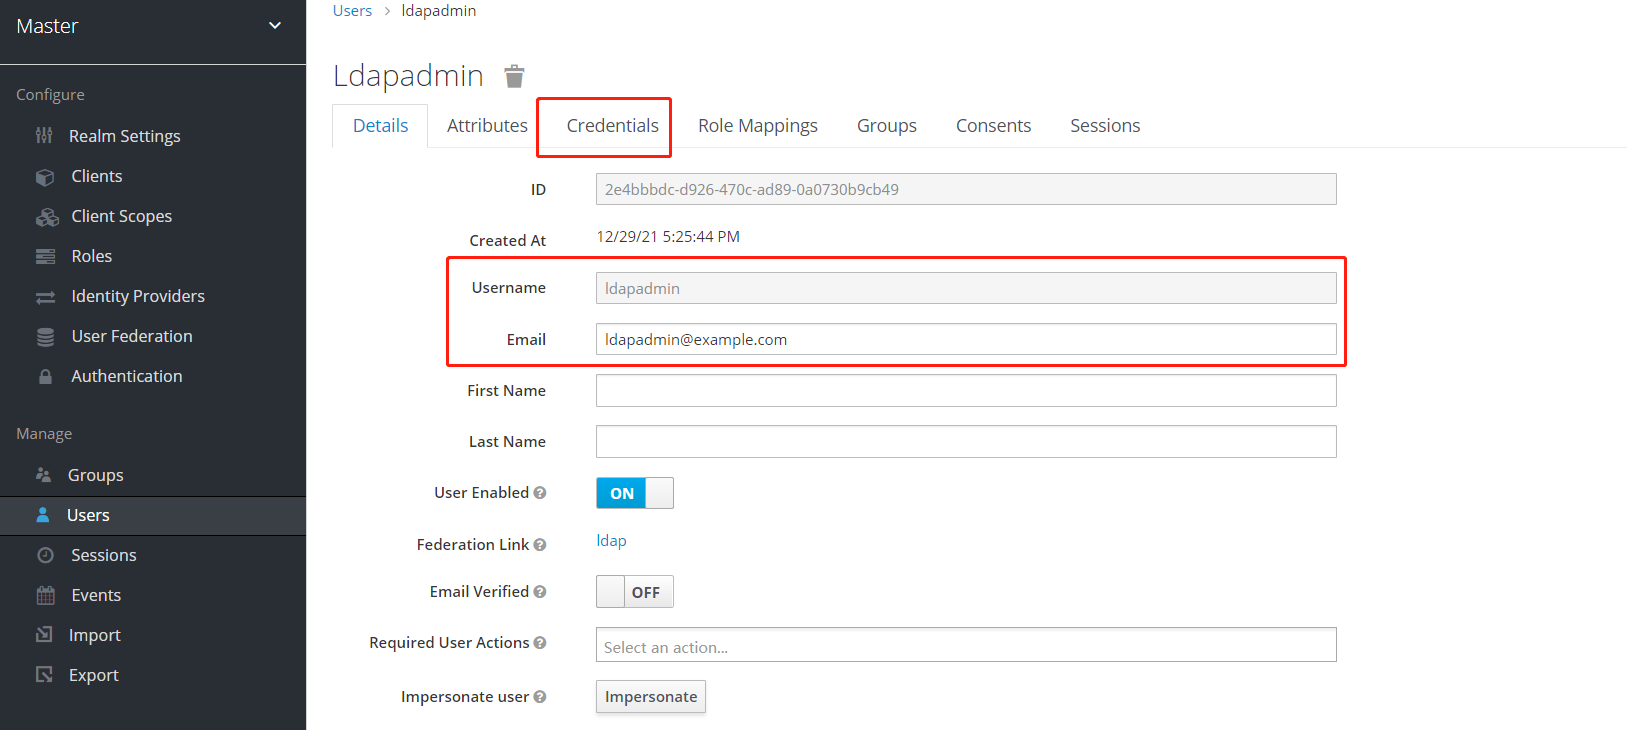 Master
Configure
Realm Settings
Clients
Client Scopes
Roles
Identity Providers
User Federation
Authentication
Manage
Groups
Users
Sessions
Events
Import
Export
Users > ldapadmin
Ldapadmin
Details Attributes Credentials Role Mappings Groups Consents Sessions
ID 2e4bbbdc-d926-470c-ad89-0a0730b9cb49
Created At 12/29/21 5:25:44 PM
Username ldapadmin
Email ldapadmin@example.com
First Name
Last Name
User Enabled ON
Federation Link ldap
Email Verified OFF
Required User Actions Select an action...
Impersonate user Impersonate